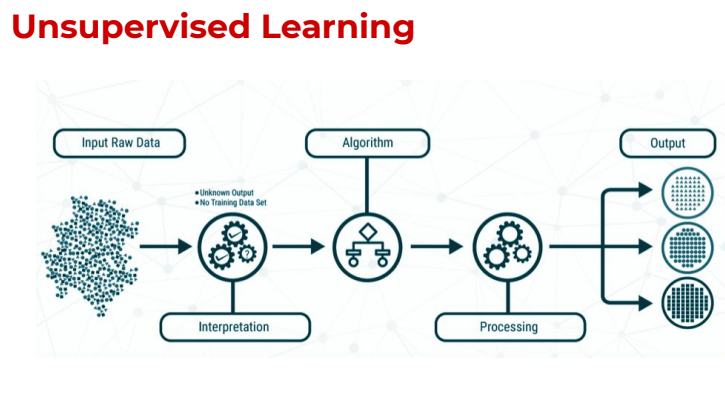 Unsupervised Learning
Input Raw Data
Algorithm
Output
• Unknown Output
• No Training Data Set
?
Interpretation
Processing